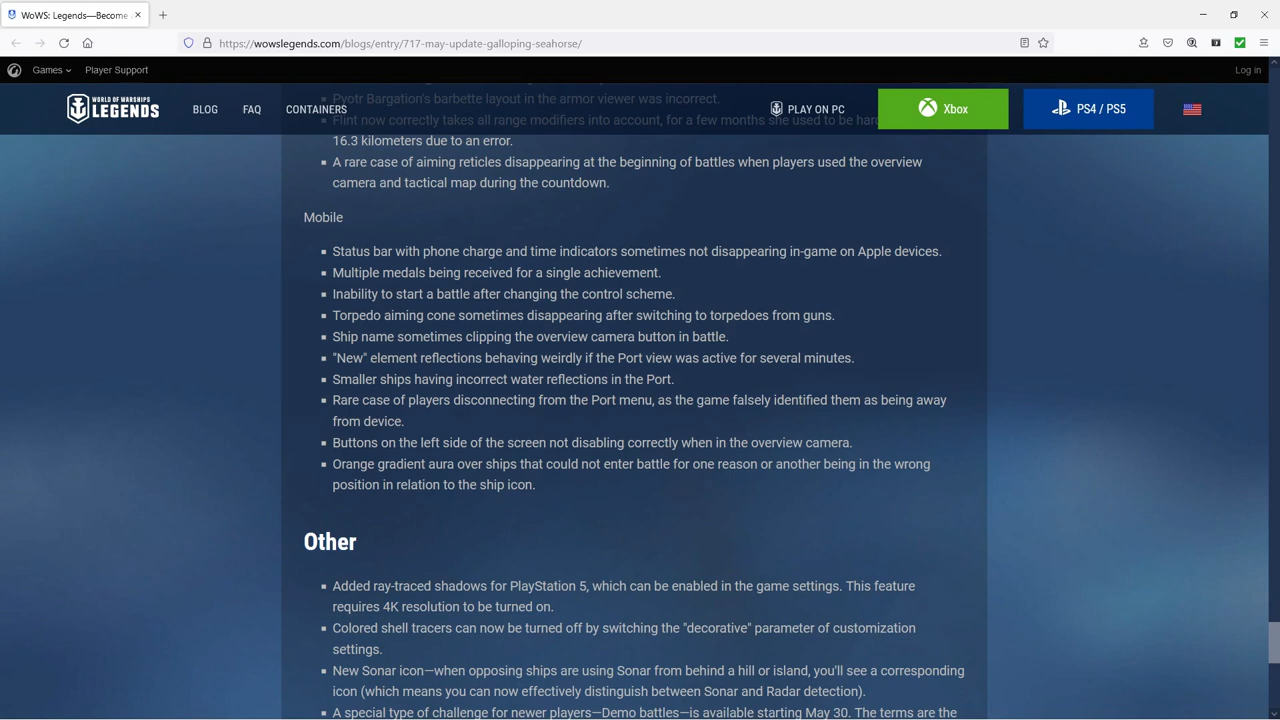 WoWS: Legends—Become
https://wowslegends.com/blogs/entry/717-may-update-galloping-seahorse/
Games
Player Support
Log in
WORLD OF WARSHIPS
LEGENDS
BLOG
FAQ
CONTAINERS
PLAY ON PC
Xbox
PS4 / PS5
Pyotr Bargation's barbette layout in the armor viewer was incorrect.
Flint now correctly takes all range modifiers into account, for a few months she used to be
16.3 kilometers due to an error.
A rare case of aiming reticles disappearing at the beginning of battles when players used the overview
camera and tactical map during the countdown.
Mobile
Status bar with phone charge and time indicators sometimes not disappearing in-game on Apple devices.
Multiple medals being received for a single achievement.
Inability to start a battle after changing the control scheme.
Torpedo aiming cone sometimes disappearing after switching to torpedoes from guns.
Ship name sometimes clipping the overview camera button in battle.
"New" element reflections behaving weirdly if the Port view was active for several minutes.
Smaller ships having incorrect water reflections in the Port.
Rare case of players disconnecting from the Port menu, as the game falsely identified them as being away
from device.
Buttons on the left side of the screen not disabling correctly when in the overview camera.
Orange gradient aura over ships that could not enter battle for one reason or another being in the wrong
position in relation to the ship icon.
Other
Added ray-traced shadows for PlayStation 5, which can be enabled in the game settings. This feature
requires 4K resolution to be turned on.
Colored shell tracers can now be turned off by switching the "decorative" parameter of customization
settings.
New Sonar icon—when opposing ships are using Sonar from behind a hill or island, you'll see a corresponding
icon (which means you can now effectively distinguish between Sonar and Radar detection).
A special type of challenge for newer players—Demo battles—is available starting May 30. The terms are the